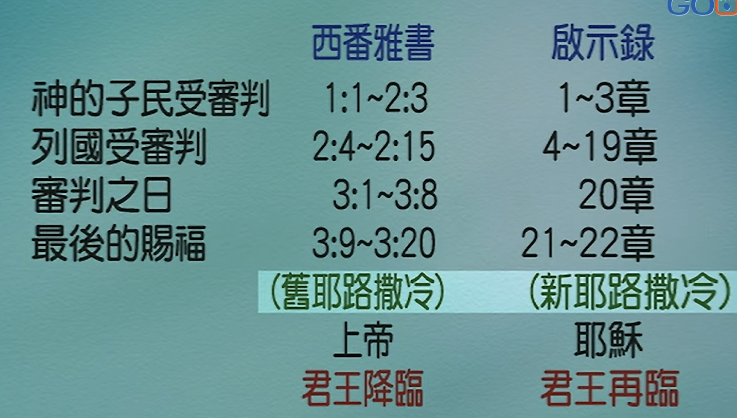 西番雅書 啟示錄
神的子民受審判 1:1~2:3 1~3章
列國受審判 2:4~2:15 4~19章
審判之日 3:1~3:8 20章
最後的賜福 3:9~3:20 21~22章
(舊耶路撒冷) (新耶路撒冷)
上帝 耶穌
君王降臨 君王再臨